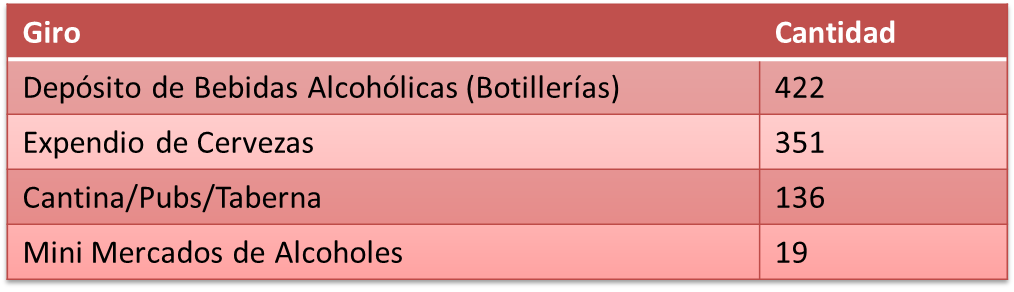 Giro Cantidad
Depósito de Bebidas Alcohólicas (Botillerías) 422
Expendio de Cervezas 351
Cantina/Pubs/Taberna 136
Mini Mercados de Alcoholes 19